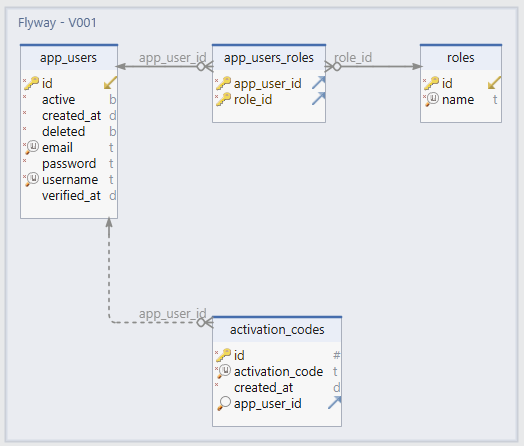 Flyway - V001
app_users
id
active b
created_at d
deleted b
email t
password t
username t
verified_at d
app_user_id
app_users_roles
app_user_id
role_id
role_id
roles
id
name t
app_user_id
activation_codes
id #
activation_code t
created_at d
app_user_id